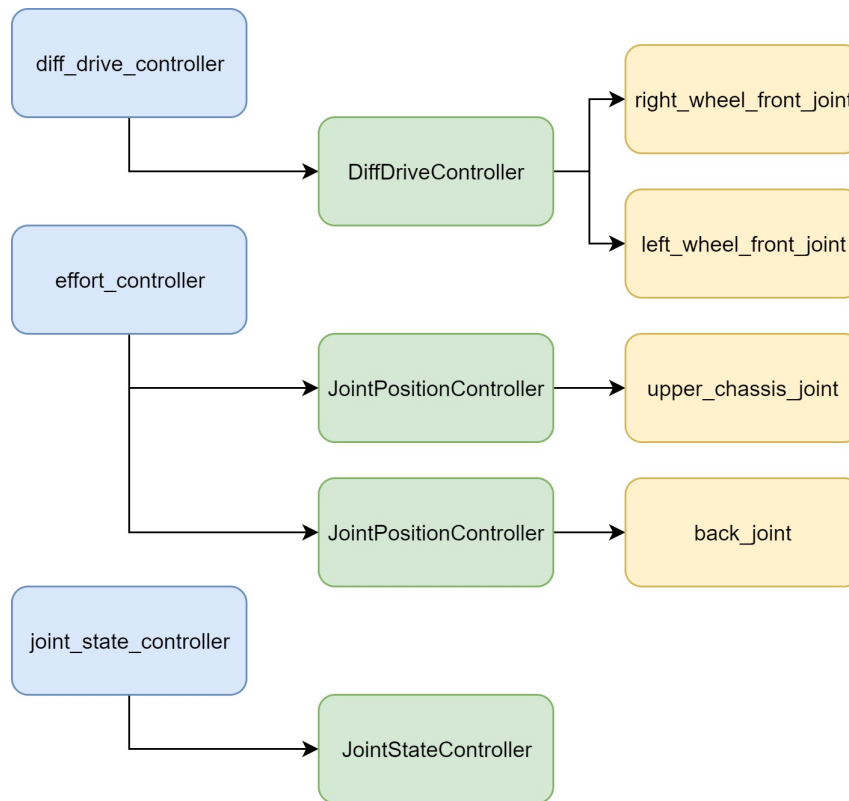 diff_drive_controller
right_wheel_front_joint
DiffDriveController
left_wheel_front_joint
effort_controller
JointPositionController
upper_chassis_joint
JointPositionController
back_joint
joint_state_controller
JointStateController